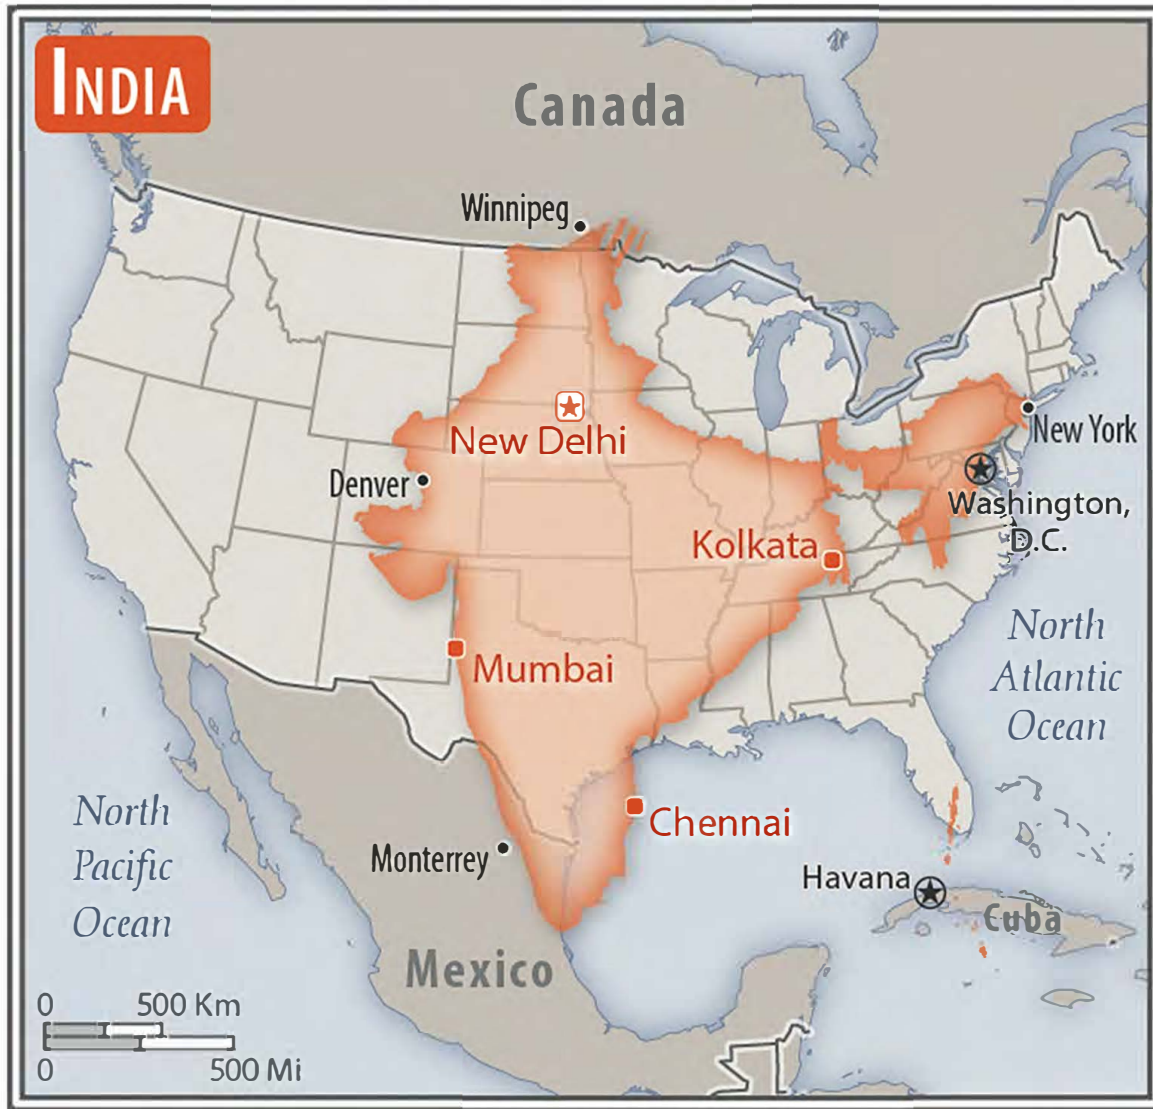 INDIA
Canada
Winnipeg
New Delhi
New York
Denver
Washington,
D.C.
Kolkata
North
Atlantic
Ocean
Mumbai
North
Pacific
Ocean
Chennai
Monterrey
Havana
Cuba
Mexico
0 500 Km
0 500 Mi